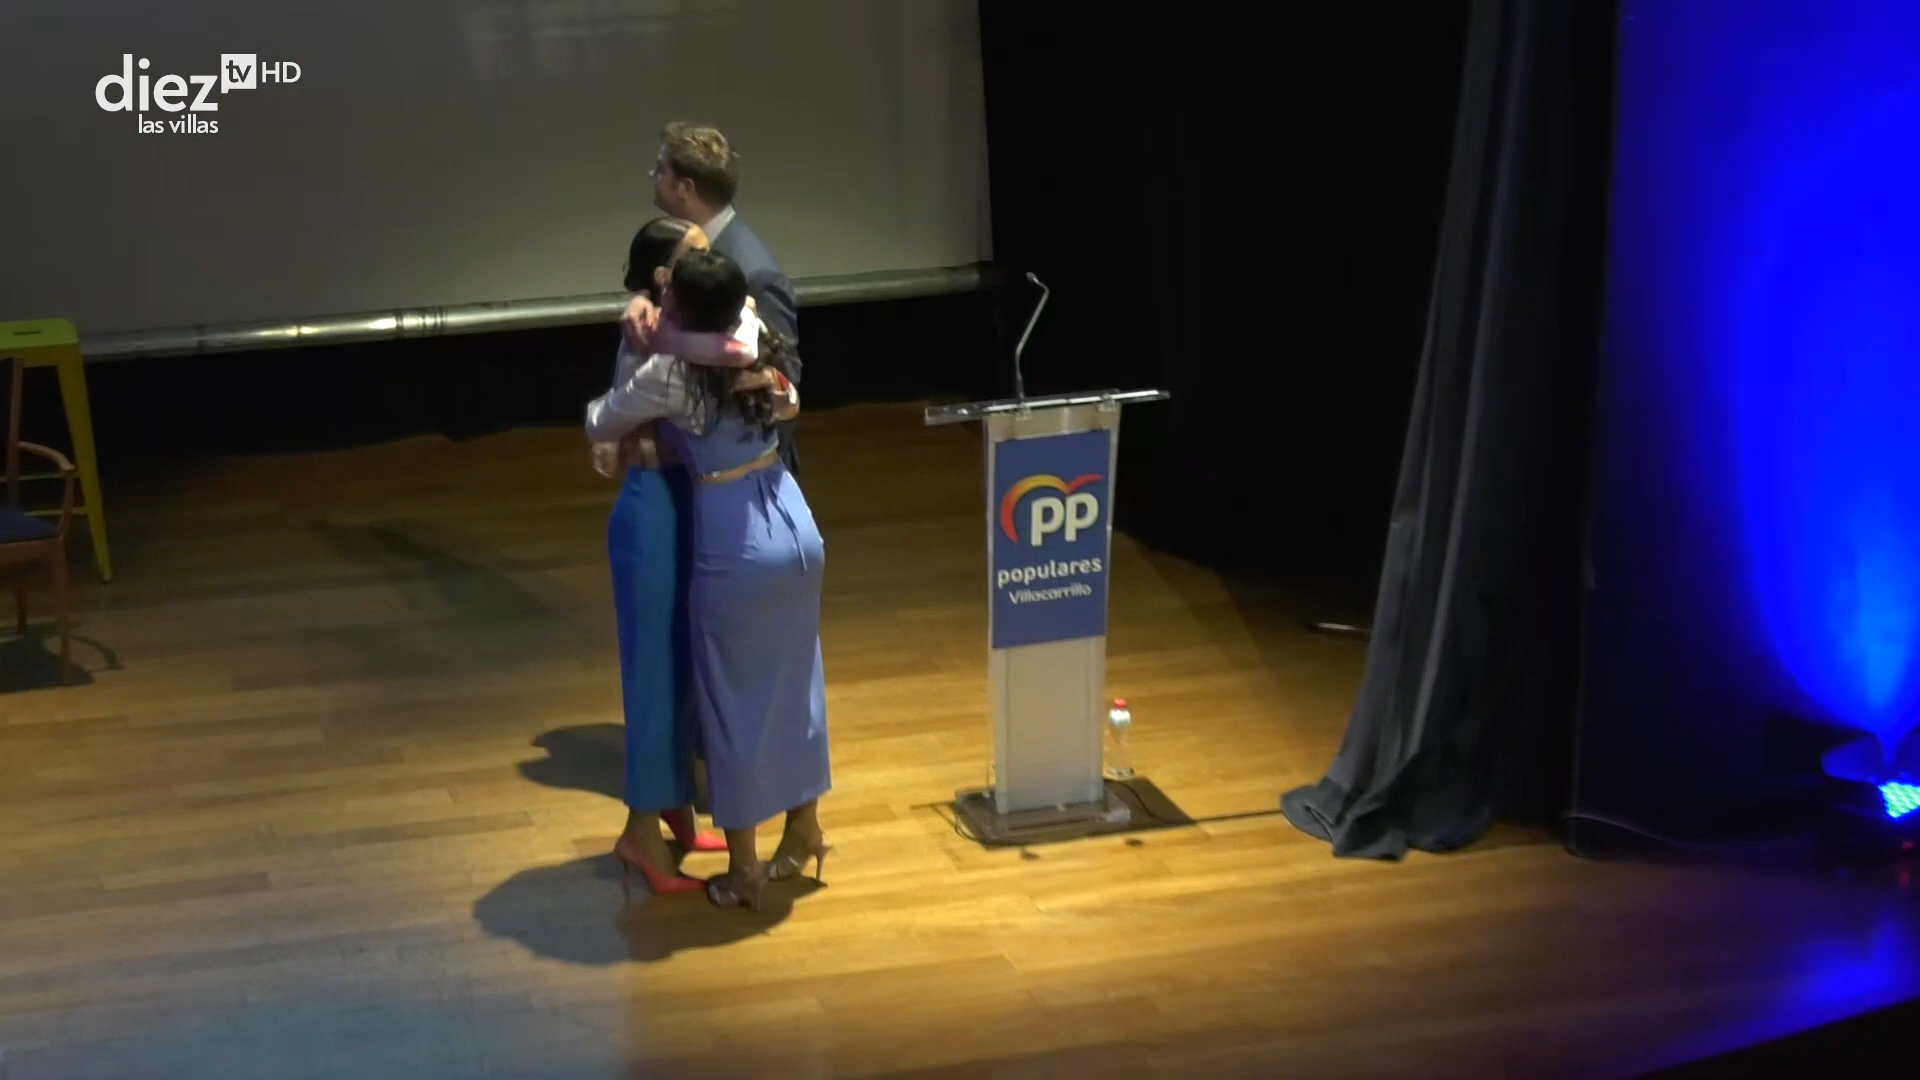 diez tv HD
las villas
pp
populares
Villacarrillo